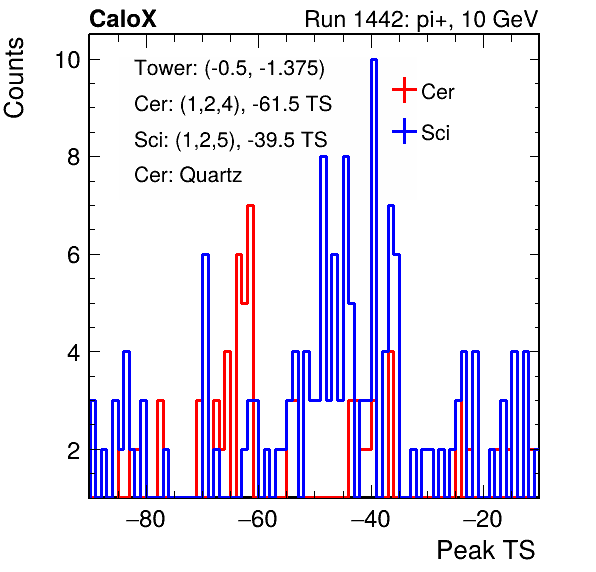 CaloX Run 1442: pi+, 10 GeV
Counts
Tower: (-0.5, -1.375)
Cer: (1,2,4), -61.5 TS
Sci: (1,2,5), -39.5 TS
Cer: Quartz
Cer
Sci
10
8
6
4
2
−80 −60 −40 −20
Peak TS